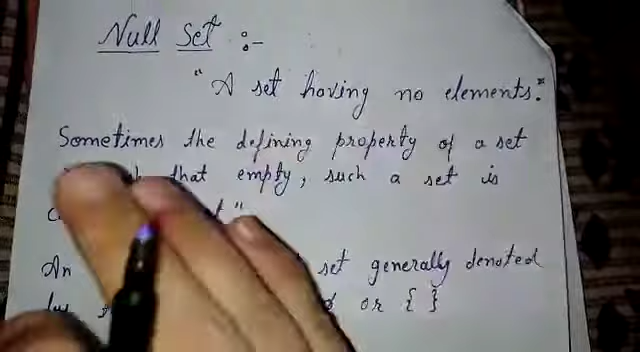 Null Set :-
"A set having no elements."
Sometimes the defining property of a set
that empty, such a set is
An set generally denoted
by or { }